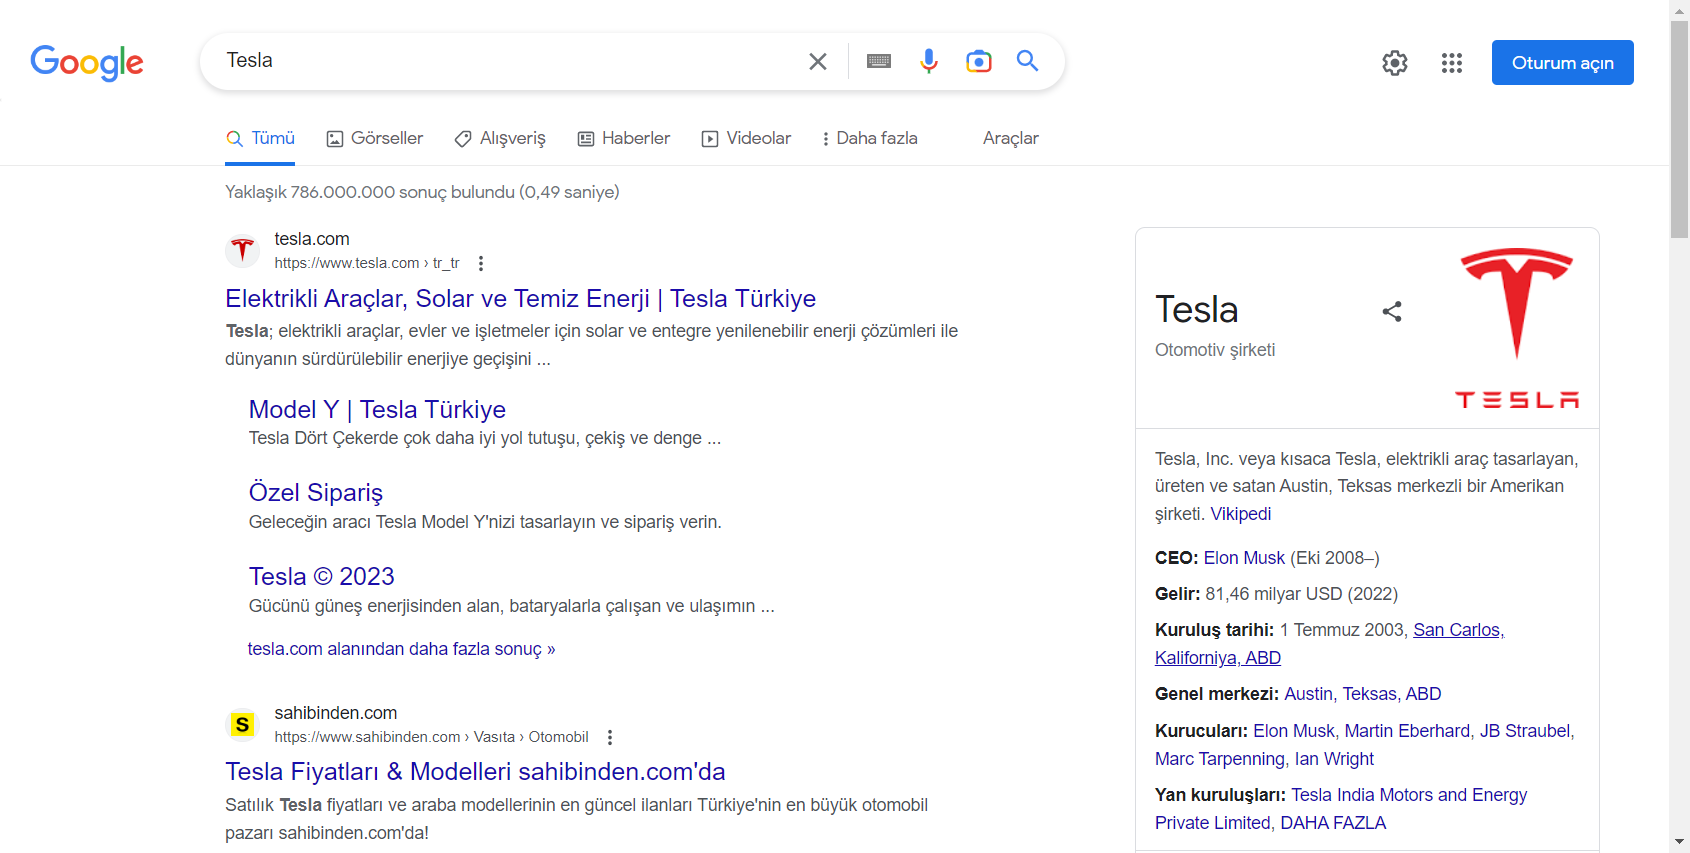 Google
Tesla
Oturum açın
Tümü
Görseller
Alışveriş
Haberler
Videolar
Daha fazla
Araçlar
Yaklaşık 786.000.000 sonuç bulundu (0,49 saniye)
tesla.com
https://www.tesla.com › tr_tr
Elektrikli Araçlar, Solar ve Temiz Enerji | Tesla Türkiye
Tesla; elektrikli araçlar, evler ve işletmeler için solar ve entegre yenilenebilir enerji çözümleri ile
dünyanın sürdürülebilir enerjiye geçişini ...
Model Y | Tesla Türkiye
Tesla Dört Çekerde çok daha iyi yol tutuşu, çekiş ve denge ...
Özel Sipariş
Geleceğin aracı Tesla Model Y'nizi tasarlayın ve sipariş verin.
Tesla © 2023
Gücünü güneş enerjisinden alan, bataryalarla çalışan ve ulaşımın ...
tesla.com alanından daha fazla sonuç »
S
sahibinden.com
https://www.sahibinden.com › Vasıta › Otomobil
Tesla Fiyatları & Modelleri sahibinden.com'da
Satılık Tesla fiyatları ve araba modellerinin en güncel ilanları Türkiye'nin en büyük otomobil
pazarı sahibinden.com'da!
Tesla
Otomotiv şirketi
TESLA
Tesla, Inc. veya kısaca Tesla, elektrikli araç tasarlayan,
üreten ve satan Austin, Teksas merkezli bir Amerikan
şirketi. Vikipedi
CEO: Elon Musk (Eki 2008–)
Gelir: 81,46 milyar USD (2022)
Kuruluş tarihi: 1 Temmuz 2003, San Carlos,
Kaliforniya, ABD
Genel merkezi: Austin, Teksas, ABD
Kurucuları: Elon Musk, Martin Eberhard, JB Straubel,
Marc Tarpenning, Ian Wright
Yan kuruluşları: Tesla India Motors and Energy
Private Limited, DAHA FAZLA